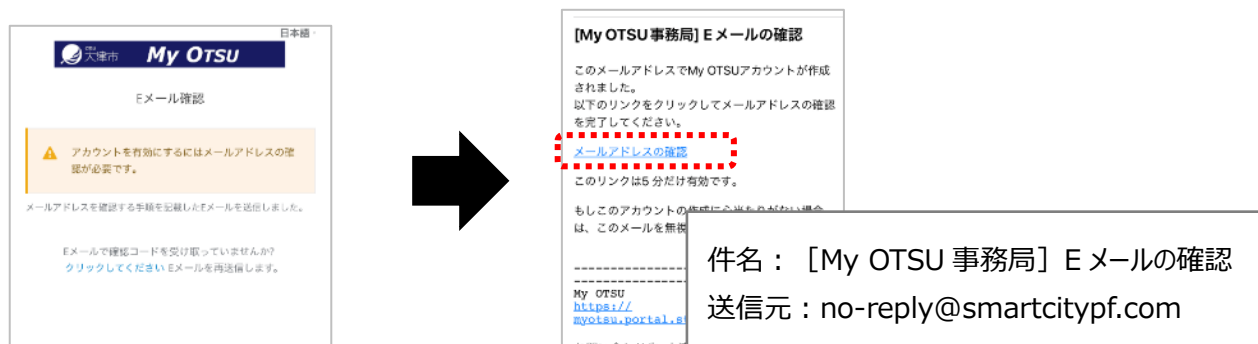 日本語
大津市 My OTSU
Eメール確認
アカウントを有効にするにはメールアドレスの確
認が必要です。
メールアドレスを確認する手順を記載したEメールを送信しました。
Eメールで確認コードを受け取っていませんか?
クリックしてください Eメールを再送信します。
[My OTSU 事務局] E メールの確認
このメールアドレスでMy OTSUアカウントが作成
されました。
以下のリンクをクリックしてメールアドレスの確認
を完了してください。
メールアドレスの確認
このリンクは5 分だけ有効です。
もしこのアカウントの作成に心当たりがない場合
は、このメールを無視
--------------------
--------------------
My OTSU
https://
myotsu.portal.s
件名：［My OTSU 事務局］E メールの確認
送信元：no-reply@smartcitypf.com